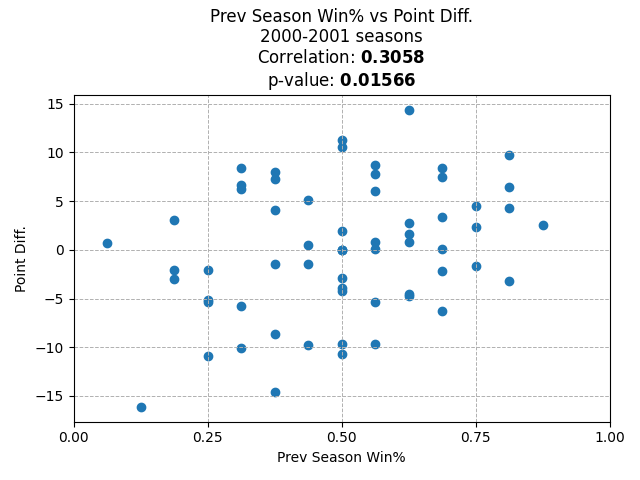 Prev Season Win% vs Point Diff.
2000-2001 seasons
Correlation: 0.3058
p-value: 0.01566
15
10
5
0
−5
−10
−15
Point Diff.
0.00 0.25 0.50 0.75 1.00
Prev Season Win%